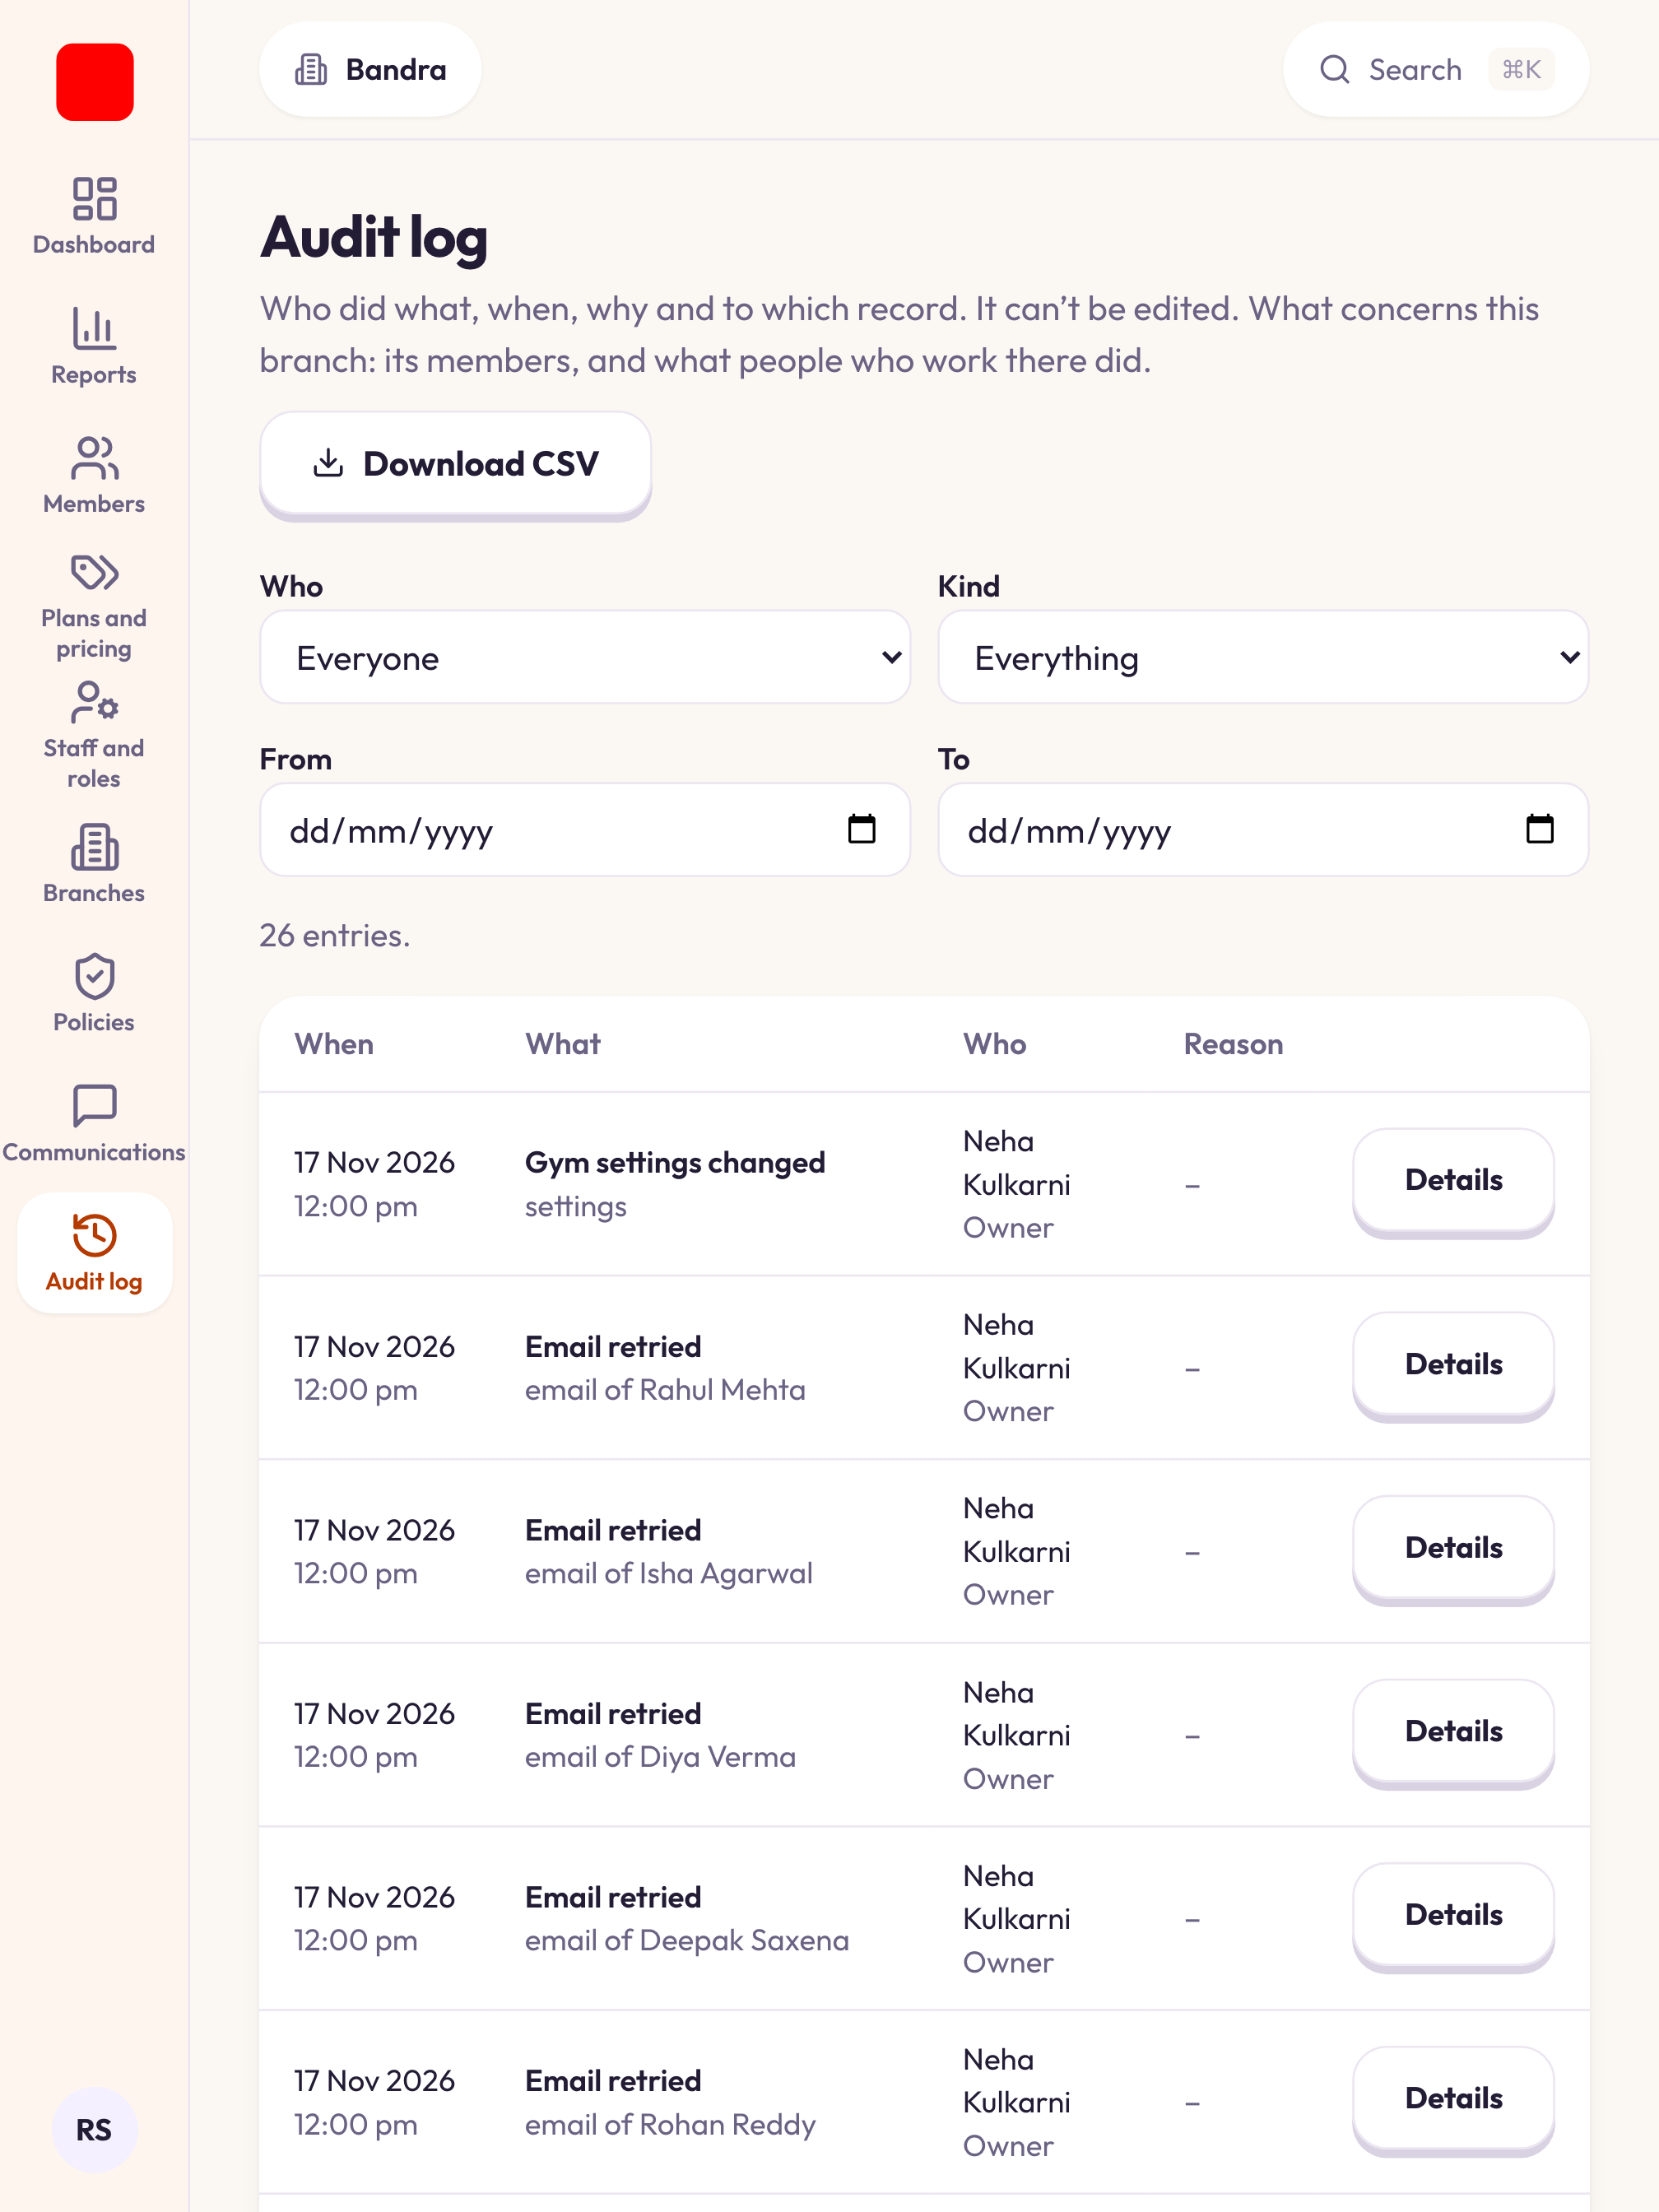 Bandra
Search ⌘K
Dashboard
Reports
Members
Plans and
pricing
Staff and
roles
Branches
Policies
Communications
Audit log
RS
Audit log
Who did what, when, why and to which record. It can’t be edited. What concerns this
branch: its members, and what people who work there did.
Download CSV
Who
Everyone
Kind
Everything
From
dd/mm/yyyy
To
dd/mm/yyyy
26 entries.
When What Who Reason
17 Nov 2026
12:00 pm
Gym settings changed
settings
Neha
Kulkarni
Owner
–
Details
17 Nov 2026
12:00 pm
Email retried
email of Rahul Mehta
Neha
Kulkarni
Owner
–
Details
17 Nov 2026
12:00 pm
Email retried
email of Isha Agarwal
Neha
Kulkarni
Owner
–
Details
17 Nov 2026
12:00 pm
Email retried
email of Diya Verma
Neha
Kulkarni
Owner
–
Details
17 Nov 2026
12:00 pm
Email retried
email of Deepak Saxena
Neha
Kulkarni
Owner
–
Details
17 Nov 2026
12:00 pm
Email retried
email of Rohan Reddy
Neha
Kulkarni
Owner
–
Details